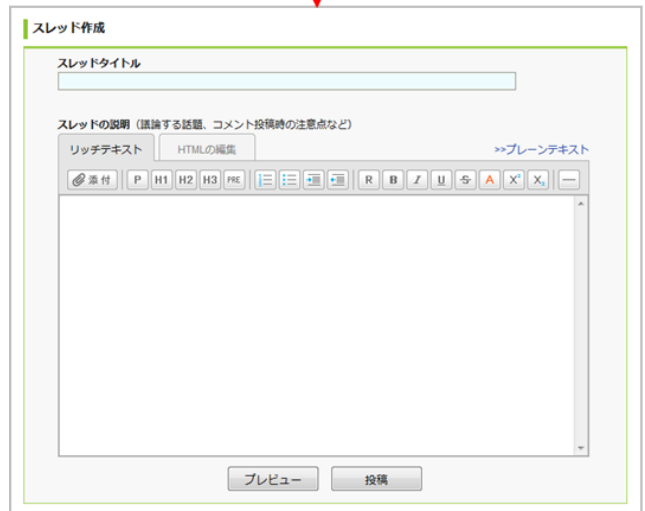 スレッド作成
スレッドタイトル
スレッドの説明（議論する話題、コメント投稿時の注意点など）
リッチテキスト HTMLの編集 >>プレーンテキスト
添付 P H1 H2 H3 PRE R B I U S A X² X₂
プレビュー 投稿